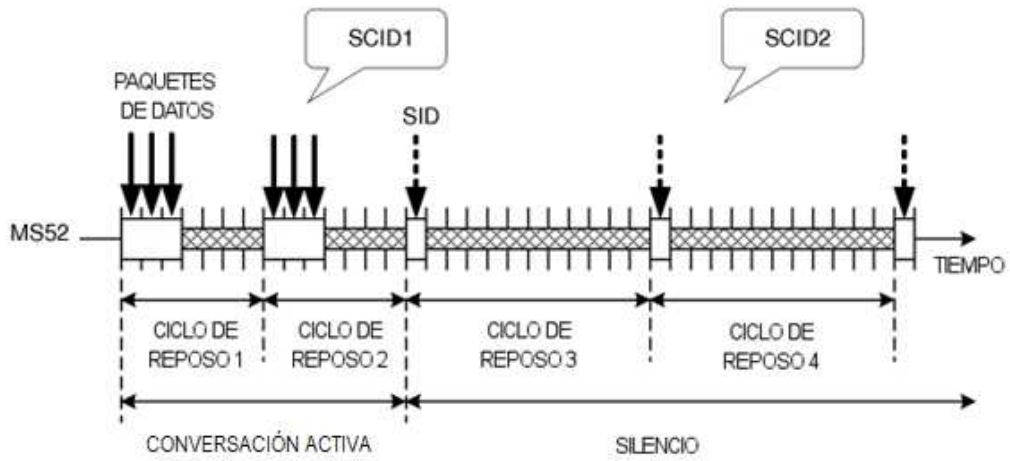 SCID1
SCID2
PAQUETES
DE DATOS
SID
MS52
TIEMPO
CICLO DE
REPOSO 1
CICLO DE
REPOSO 2
CICLO DE
REPOSO 3
CICLO DE
REPOSO 4
CONVERSACIÓN ACTIVA
SILENCIO